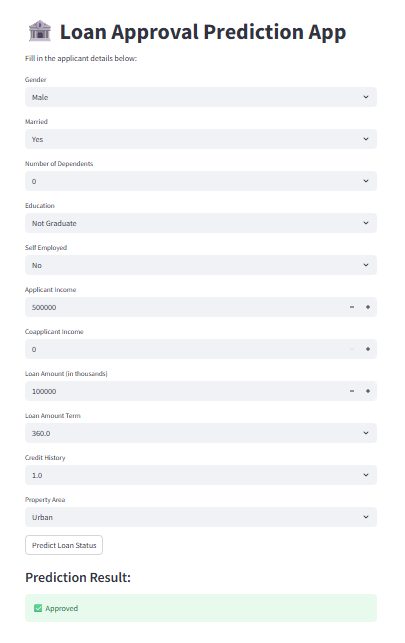 Loan Approval Prediction App
Fill in the applicant details below:
Gender
Male
Married
Yes
Number of Dependents
0
Education
Not Graduate
Self Employed
No
Applicant Income
500000
Coapplicant Income
0
Loan Amount (in thousands)
100000
Loan Amount Term
360.0
Credit History
1.0
Property Area
Urban
Predict Loan Status
Prediction Result:
Approved